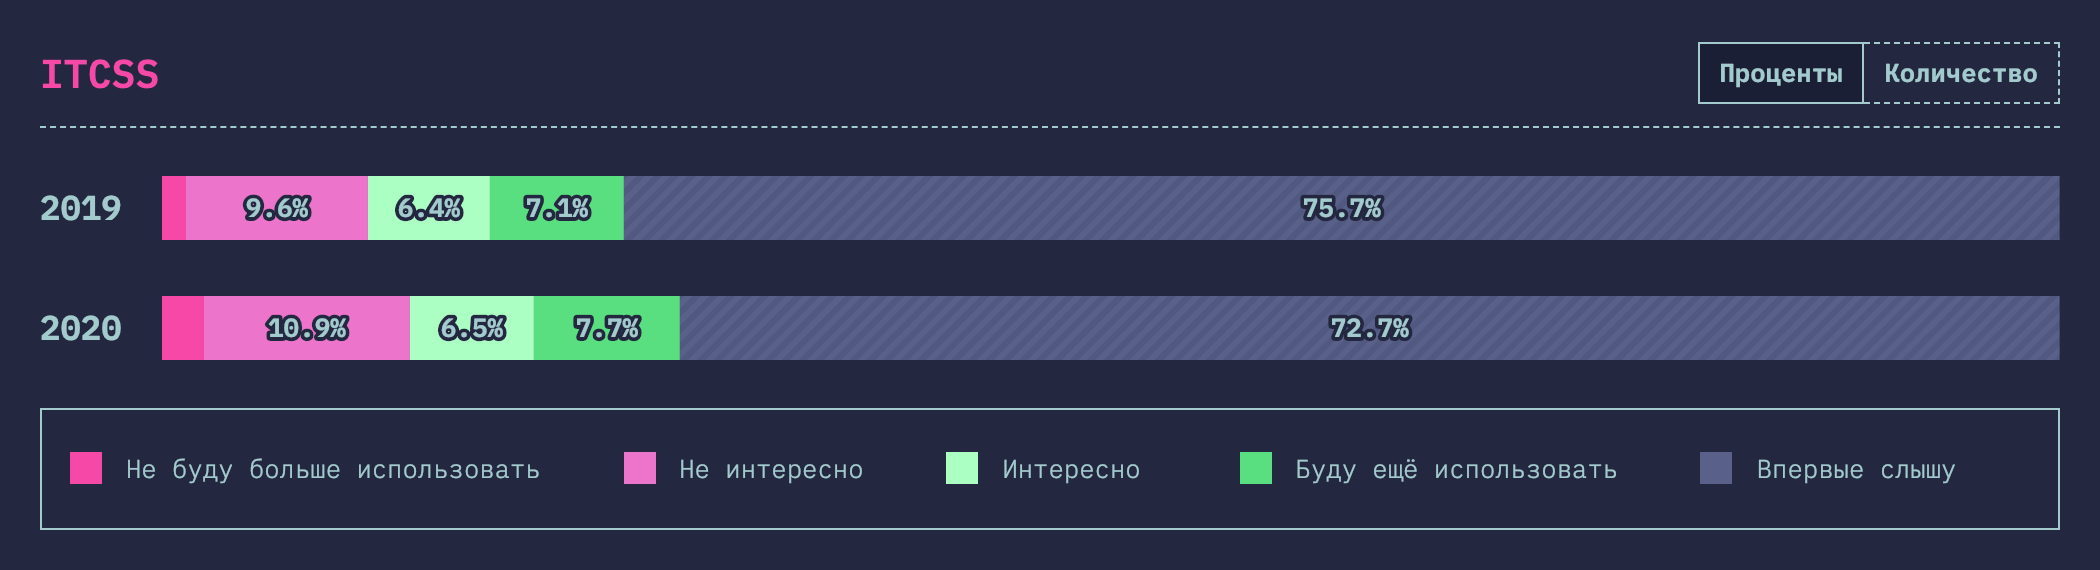 ITCSS
Проценты Количество
2019 9.6% 6.4% 7.1% 75.7%
2020 10.9% 6.5% 7.7% 72.7%
Не буду больше использовать Не интересно Интересно Буду ещё использовать Впервые слышу